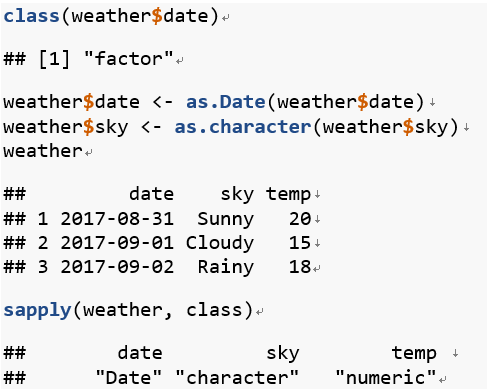 class(weather$date)
## [1] "factor"
weather$date <- as.Date(weather$date)
weather$sky <- as.character(weather$sky)
weather
##         date    sky temp
## 1 2017-08-31  Sunny   20
## 2 2017-09-01 Cloudy   15
## 3 2017-09-02  Rainy   18
sapply(weather, class)
##        date         sky        temp
##      "Date" "character"   "numeric"